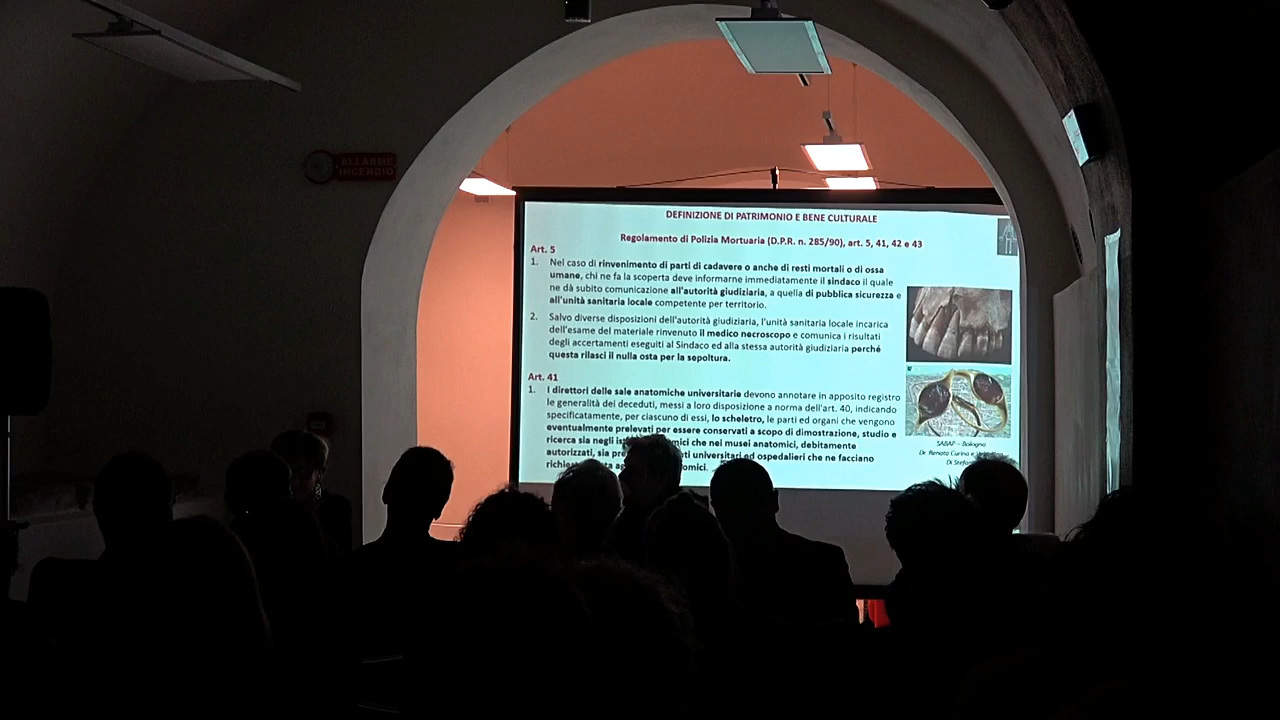 ALLARME
INCENDIO
DEFINIZIONE DI PATRIMONIO E BENE CULTURALE
Regolamento di Polizia Mortuaria (D.P.R. n. 285/90), art. 5, 41, 42 e 43
Art. 5
1. Nel caso di rinvenimento di parti di cadavere o anche di resti mortali o di ossa
umane, chi ne fa la scoperta deve informarne immediatamente il sindaco il quale
ne dà subito comunicazione all'autorità giudiziaria, a quella di pubblica sicurezza e
all'unità sanitaria locale competente per territorio.
2. Salvo diverse disposizioni dell'autorità giudiziaria, l'unità sanitaria locale incarica
dell'esame del materiale rinvenuto il medico necroscopo e comunica i risultati
degli accertamenti eseguiti al Sindaco ed alla stessa autorità giudiziaria perché
questa rilasci il nulla osta per la sepoltura.
Art. 41
1. I direttori delle sale anatomiche universitarie devono annotare in apposito registro
le generalità dei deceduti, messi a loro disposizione a norma dell'art. 40, indicando
specificatamente, per ciascuno di essi, lo scheletro, le parti ed organi che vengono
eventualmente prelevati per essere conservati a scopo di dimostrazione, studio e
ricerca sia negli che nei musei anatomici, debitamente
autorizzati, sia universitari ed ospedalieri che ne facciano
SABAP – Bologna
Dr. Renata Curina e